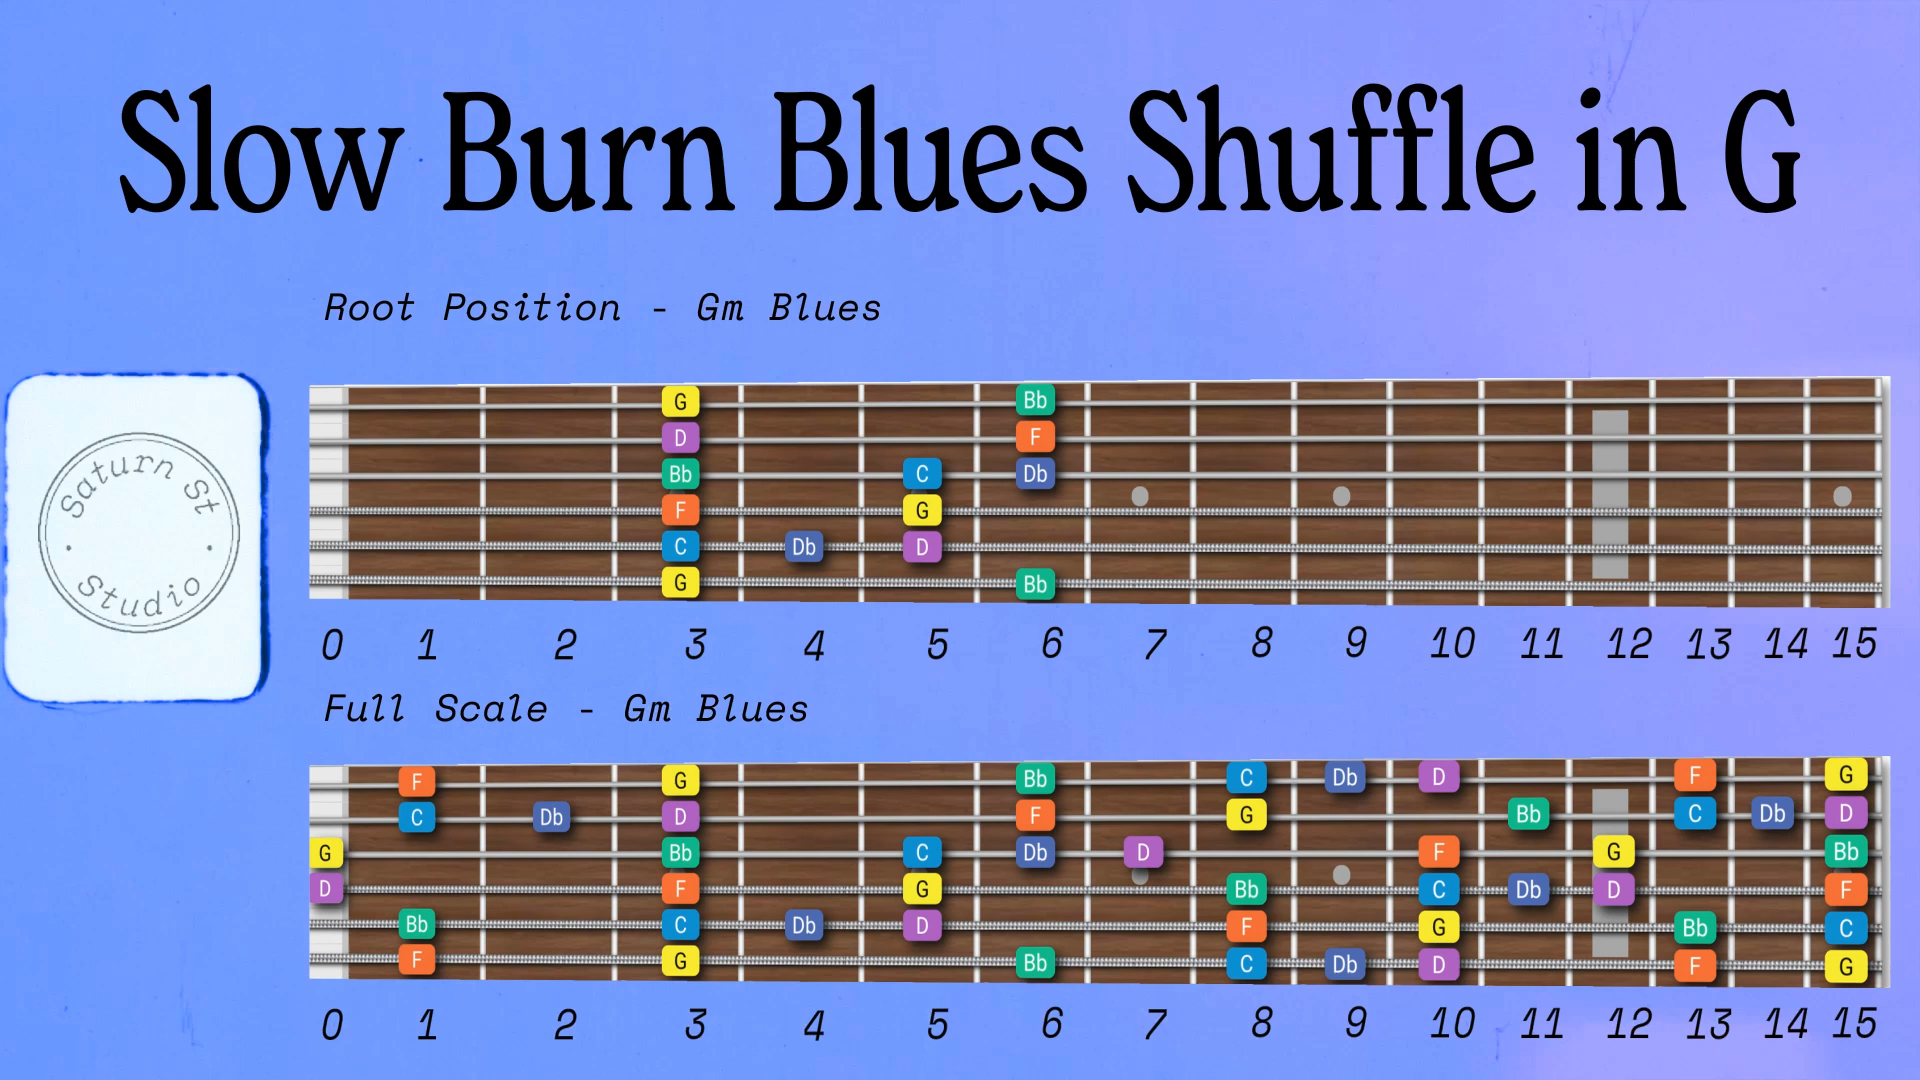 Slow Burn Blues Shuffle in G
Root Position - Gm Blues
Saturn St
Studio
G Bb
D F
Bb C Db
F G
C Db D
G Bb
0 1 2 3 4 5 6 7 8 9 10 11 12 13 14 15
Full Scale - Gm Blues
F G Bb C Db D F G
C Db D F G Bb C Db D
G Bb C Db D F G Bb
D F G Bb C Db D F
Bb C Db D F G Bb C
F G Bb C Db D F G
0 1 2 3 4 5 6 7 8 9 10 11 12 13 14 15